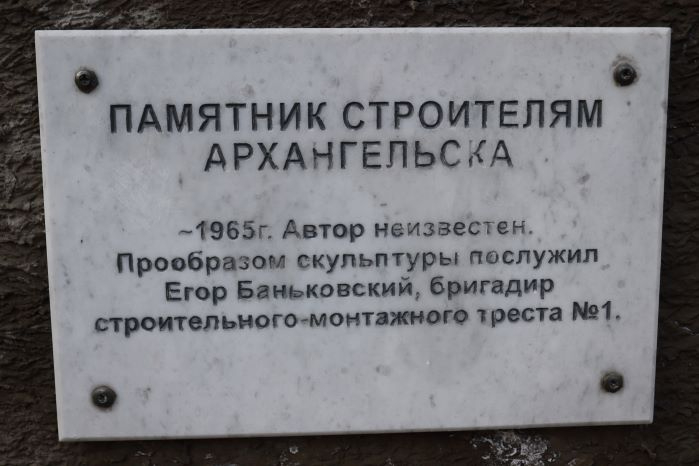 ПАМЯТНИК СТРОИТЕЛЯМ
АРХАНГЕЛЬСКА
~1965г. Автор неизвестен.
Прообразом скульптуры послужил
Егор Баньковский, бригадир
строительного-монтажного треста №1.